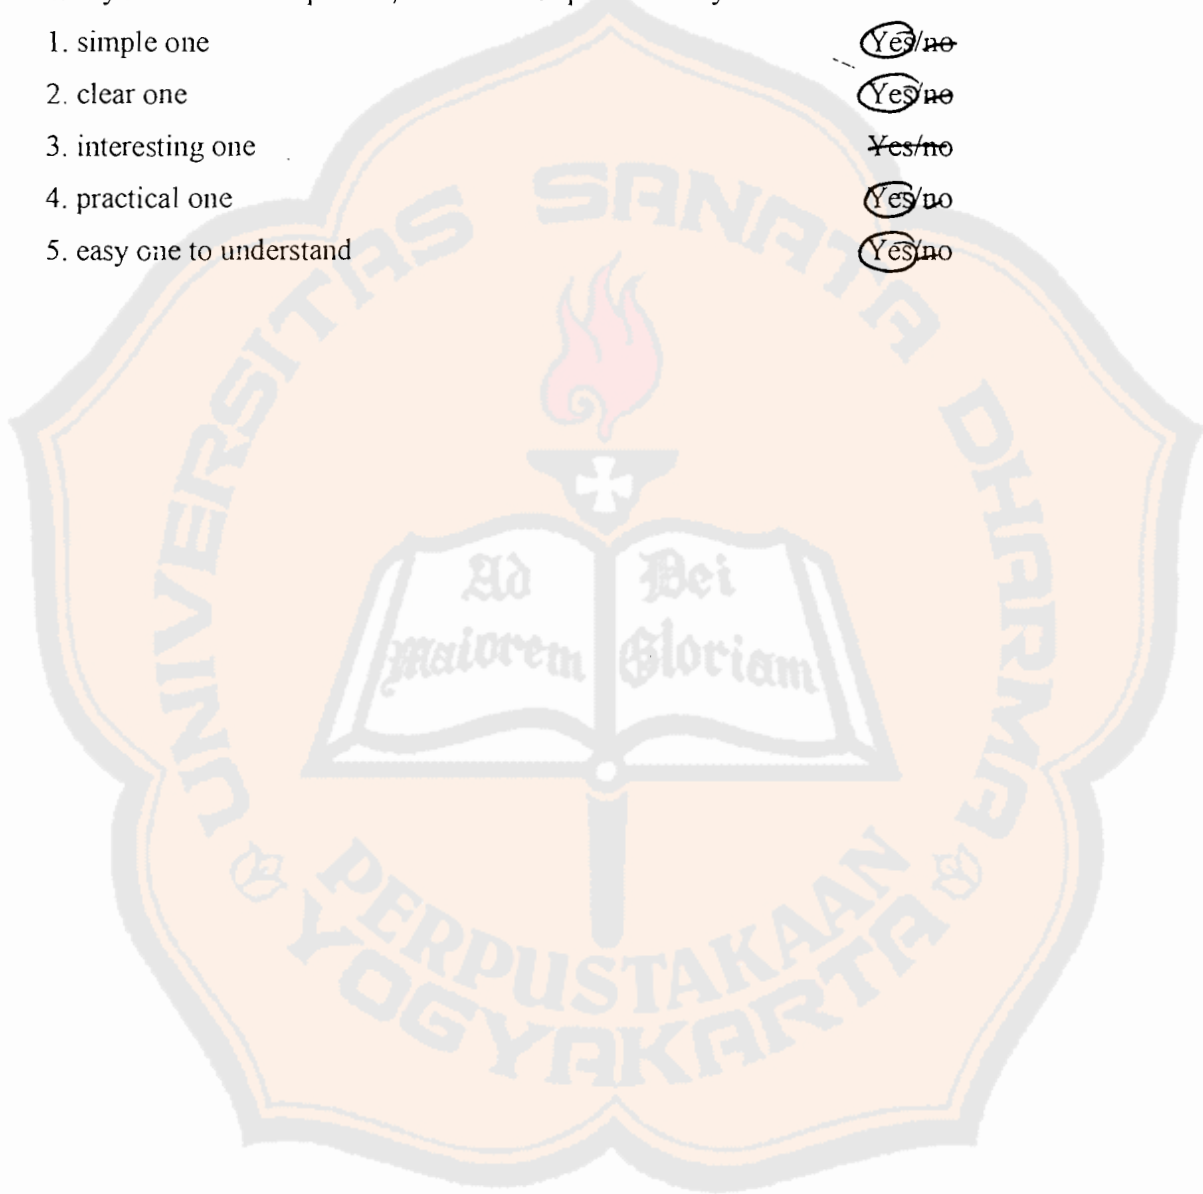 1. simple one Yes/no
2. clear one Yes/no
3. interesting one Yes/no
4. practical one Yes/no
5. easy one to understand Yes/no
UNIVERSITAS SANATA DHARMA
Ad Dei
Maiorem Gloriam
PERPUSTAKAAN
YOGYAKARTA